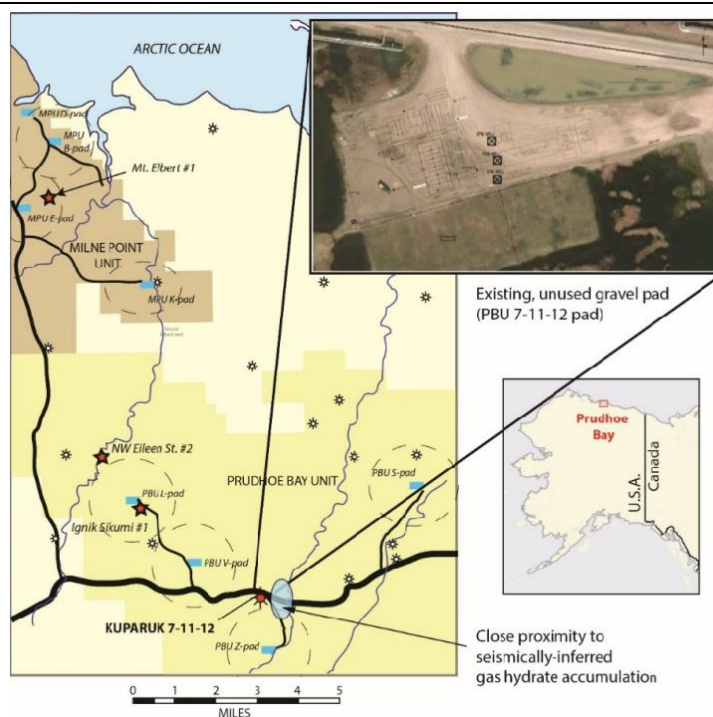 ARCTIC OCEAN
MPU D-pad
MPU
B-pad
Mt. Elbert #1
MPU E-pad
MILNE POINT
UNIT
MPU K-pad
Existing, unused gravel pad
(PBU 7-11-12 pad)
NW Eileen St. #2
PRUDHOE BAY UNIT
PBU S-pad
PBU L-pad
Ignik Sikumi #1
PBU V-pad
KUPARUK 7-11-12
PBU Z-pad
Prudhoe
Bay
U.S.A.
Canada
Close proximity to
seismically-inferred
gas hydrate accumulation
0 1 2 3 4 5
MILES